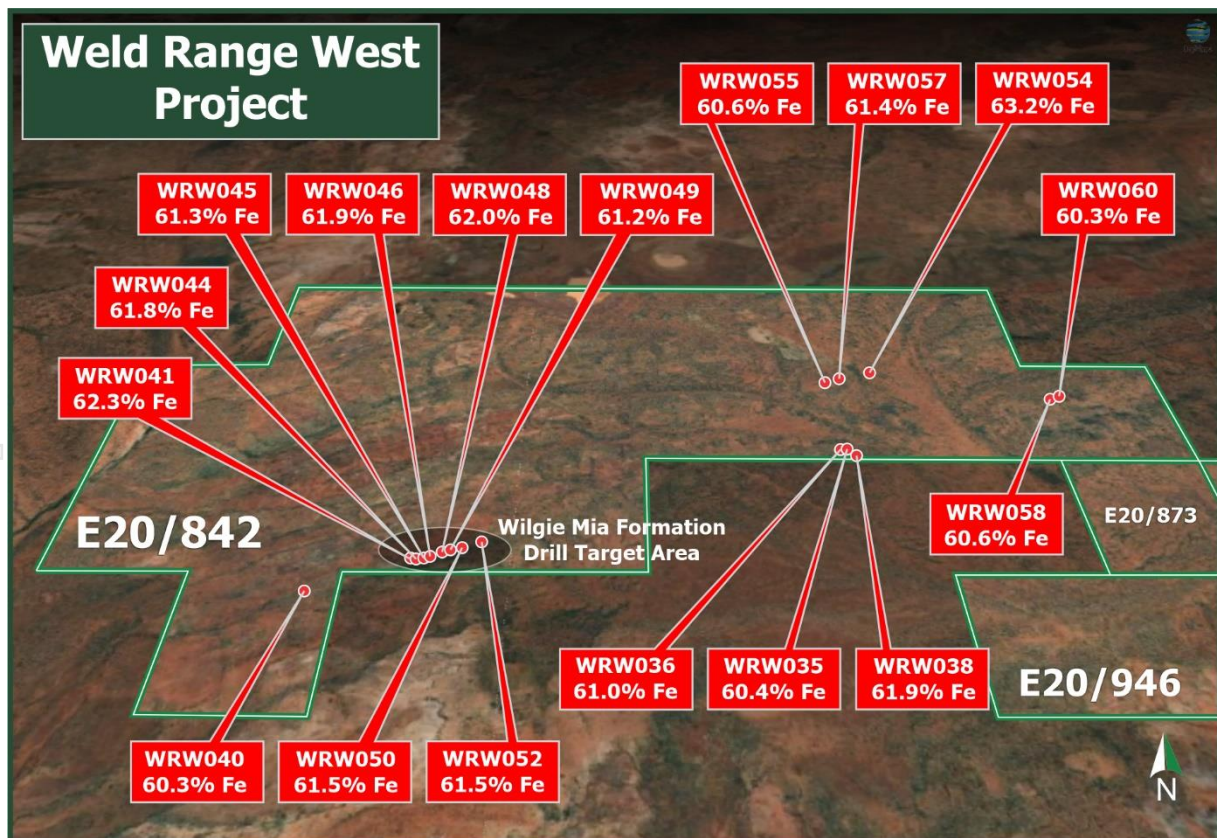 Weld Range West
Project
WRW055
60.6% Fe
WRW057
61.4% Fe
WRW054
63.2% Fe
WRW045
61.3% Fe
WRW046
61.9% Fe
WRW048
62.0% Fe
WRW049
61.2% Fe
WRW060
60.3% Fe
WRW044
61.8% Fe
WRW041
62.3% Fe
E20/842
Wilgie Mia Formation
Drill Target Area
WRW058
60.6% Fe
E20/873
WRW036
61.0% Fe
WRW035
60.4% Fe
WRW038
61.9% Fe
E20/946
WRW040
60.3% Fe
WRW050
61.5% Fe
WRW052
61.5% Fe
N